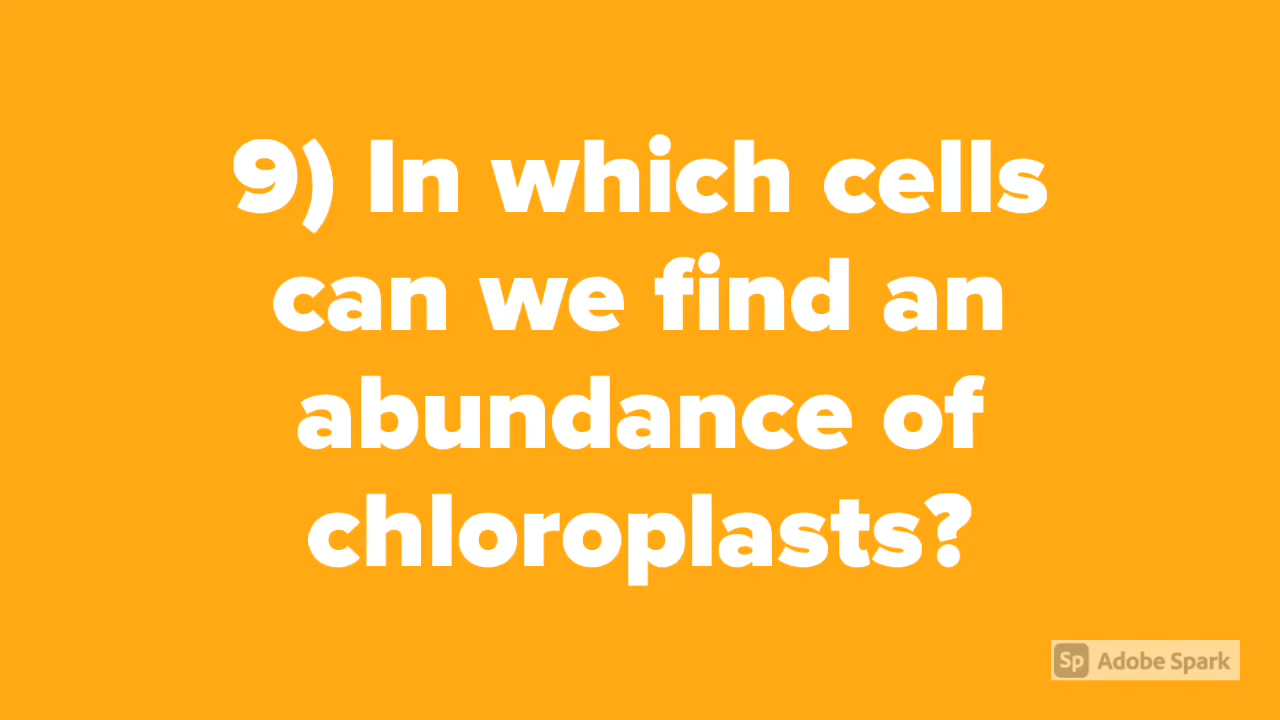 9) In which cells
can we find an
abundance of
chloroplasts?
Sp Adobe Spark